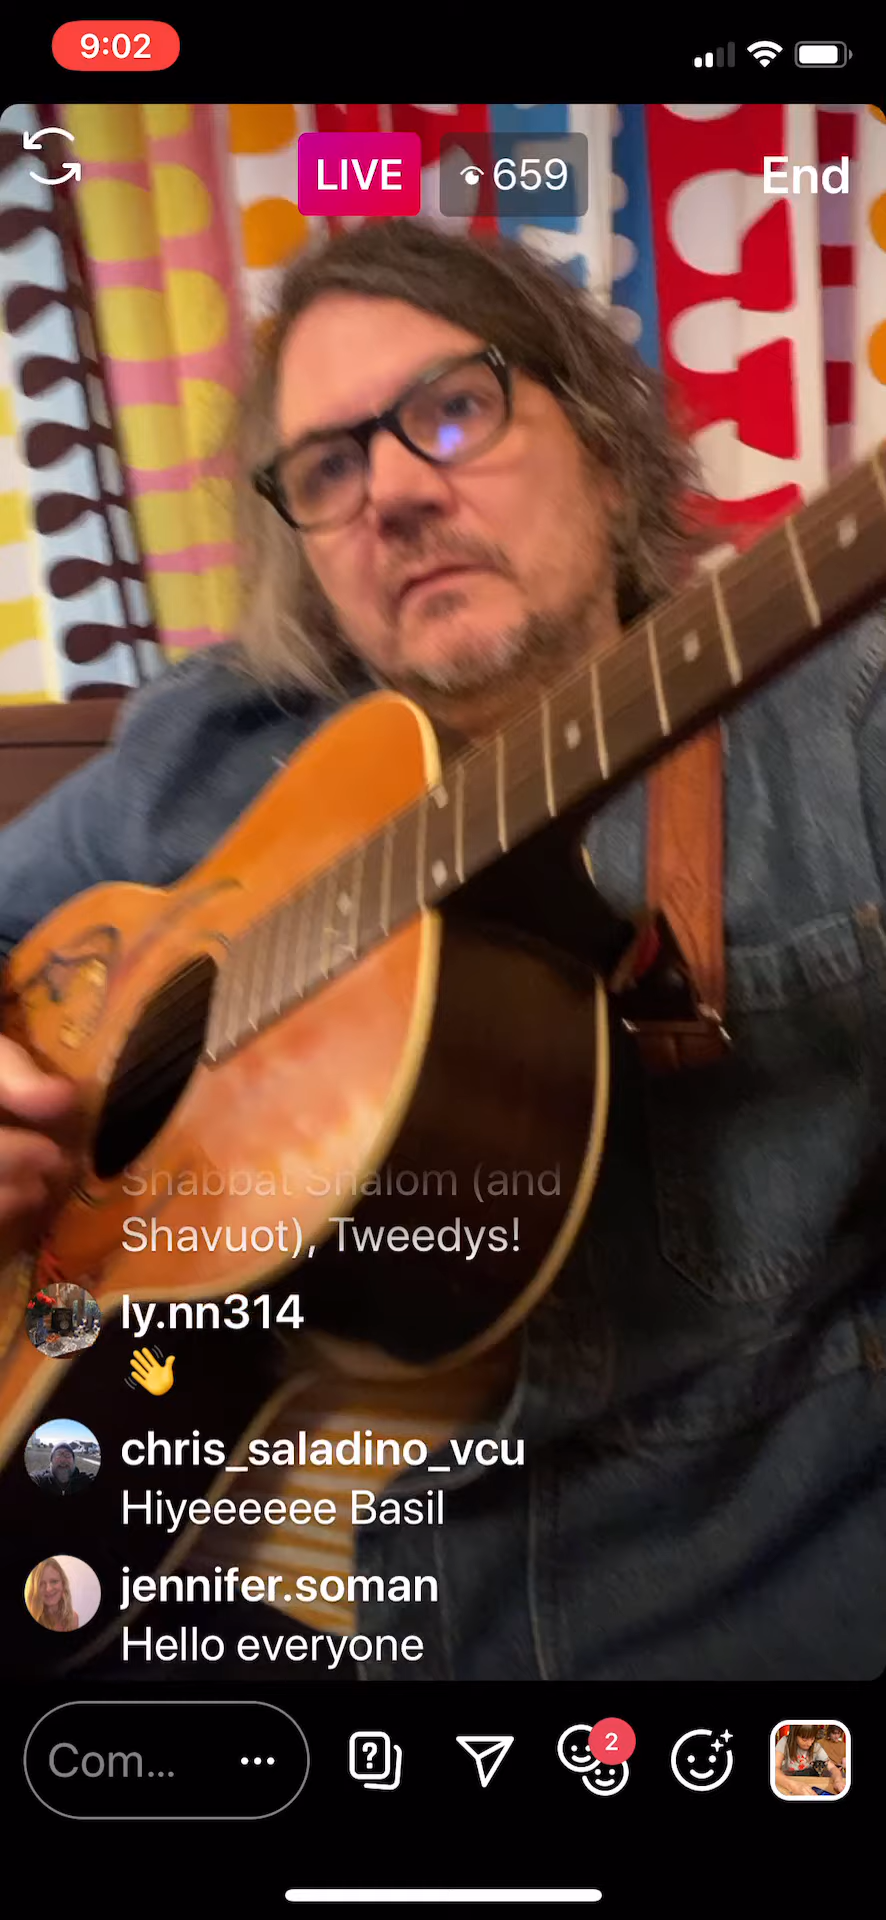 9:02
LIVE
659
End
Shabbat Shalom (and
Shavuot), Tweedys!
ly.nn314
👋
chris_saladino_vcu
Hiyeeeeee Basil
jennifer.soman
Hello everyone
Com...
?
2